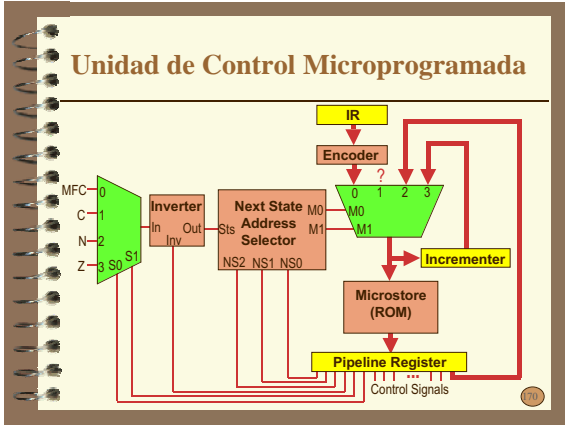 Unidad de Control Microprogramada
IR
Encoder
?
0 1 2 3
MFC 0
C 1
N 2
Z 3
S0 S1
Inverter
In Out
Inv
Next State
Address
Selector
Sts
M0
M1
NS2 NS1 NS0
M0
M1
Incrementer
Microstore
(ROM)
Pipeline Register
...
Control Signals
170